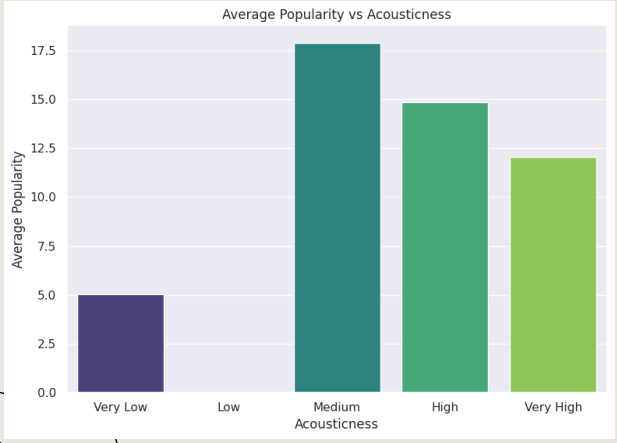 Average Popularity vs Acousticness
Average Popularity
17.5
15.0
12.5
10.0
7.5
5.0
2.5
0.0
Very Low Low Medium High Very High
Acousticness